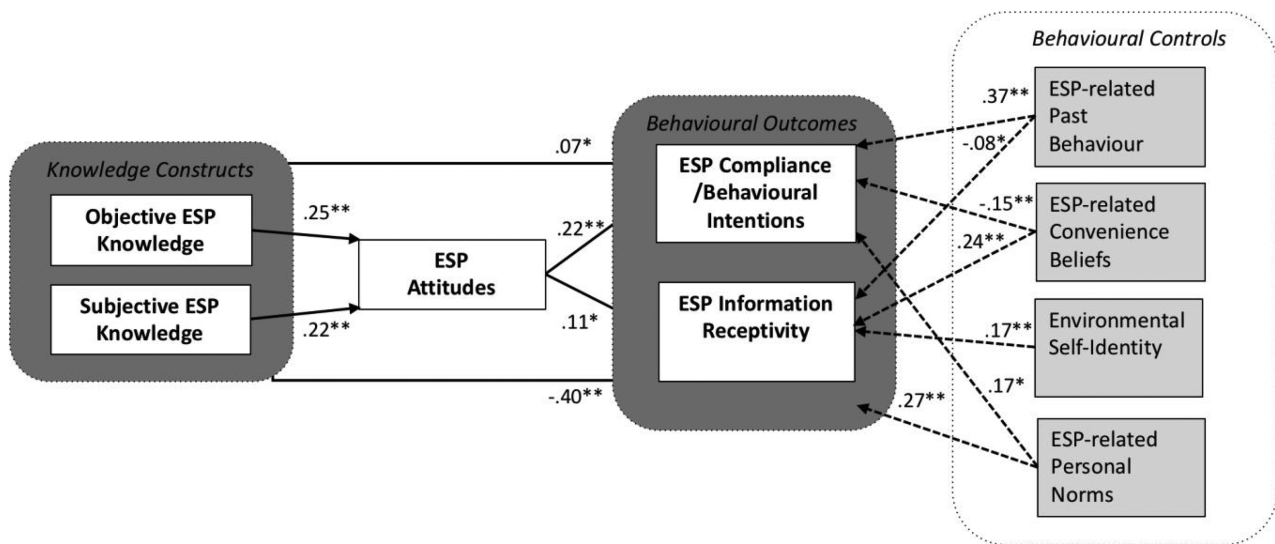 Behavioural Controls
ESP-related
Past
Behaviour
.37**
-.08*
Behavioural Outcomes
ESP Compliance
/Behavioural
Intentions
.07*
Knowledge Constructs
Objective ESP
Knowledge
.25**
ESP
Attitudes
.22**
-.15**
ESP-related
Convenience
Beliefs
.24**
Subjective ESP
Knowledge
.22**
.11*
ESP Information
Receptivity
.17**
Environmental
Self-Identity
-.40**
.17*
.27**
ESP-related
Personal
Norms